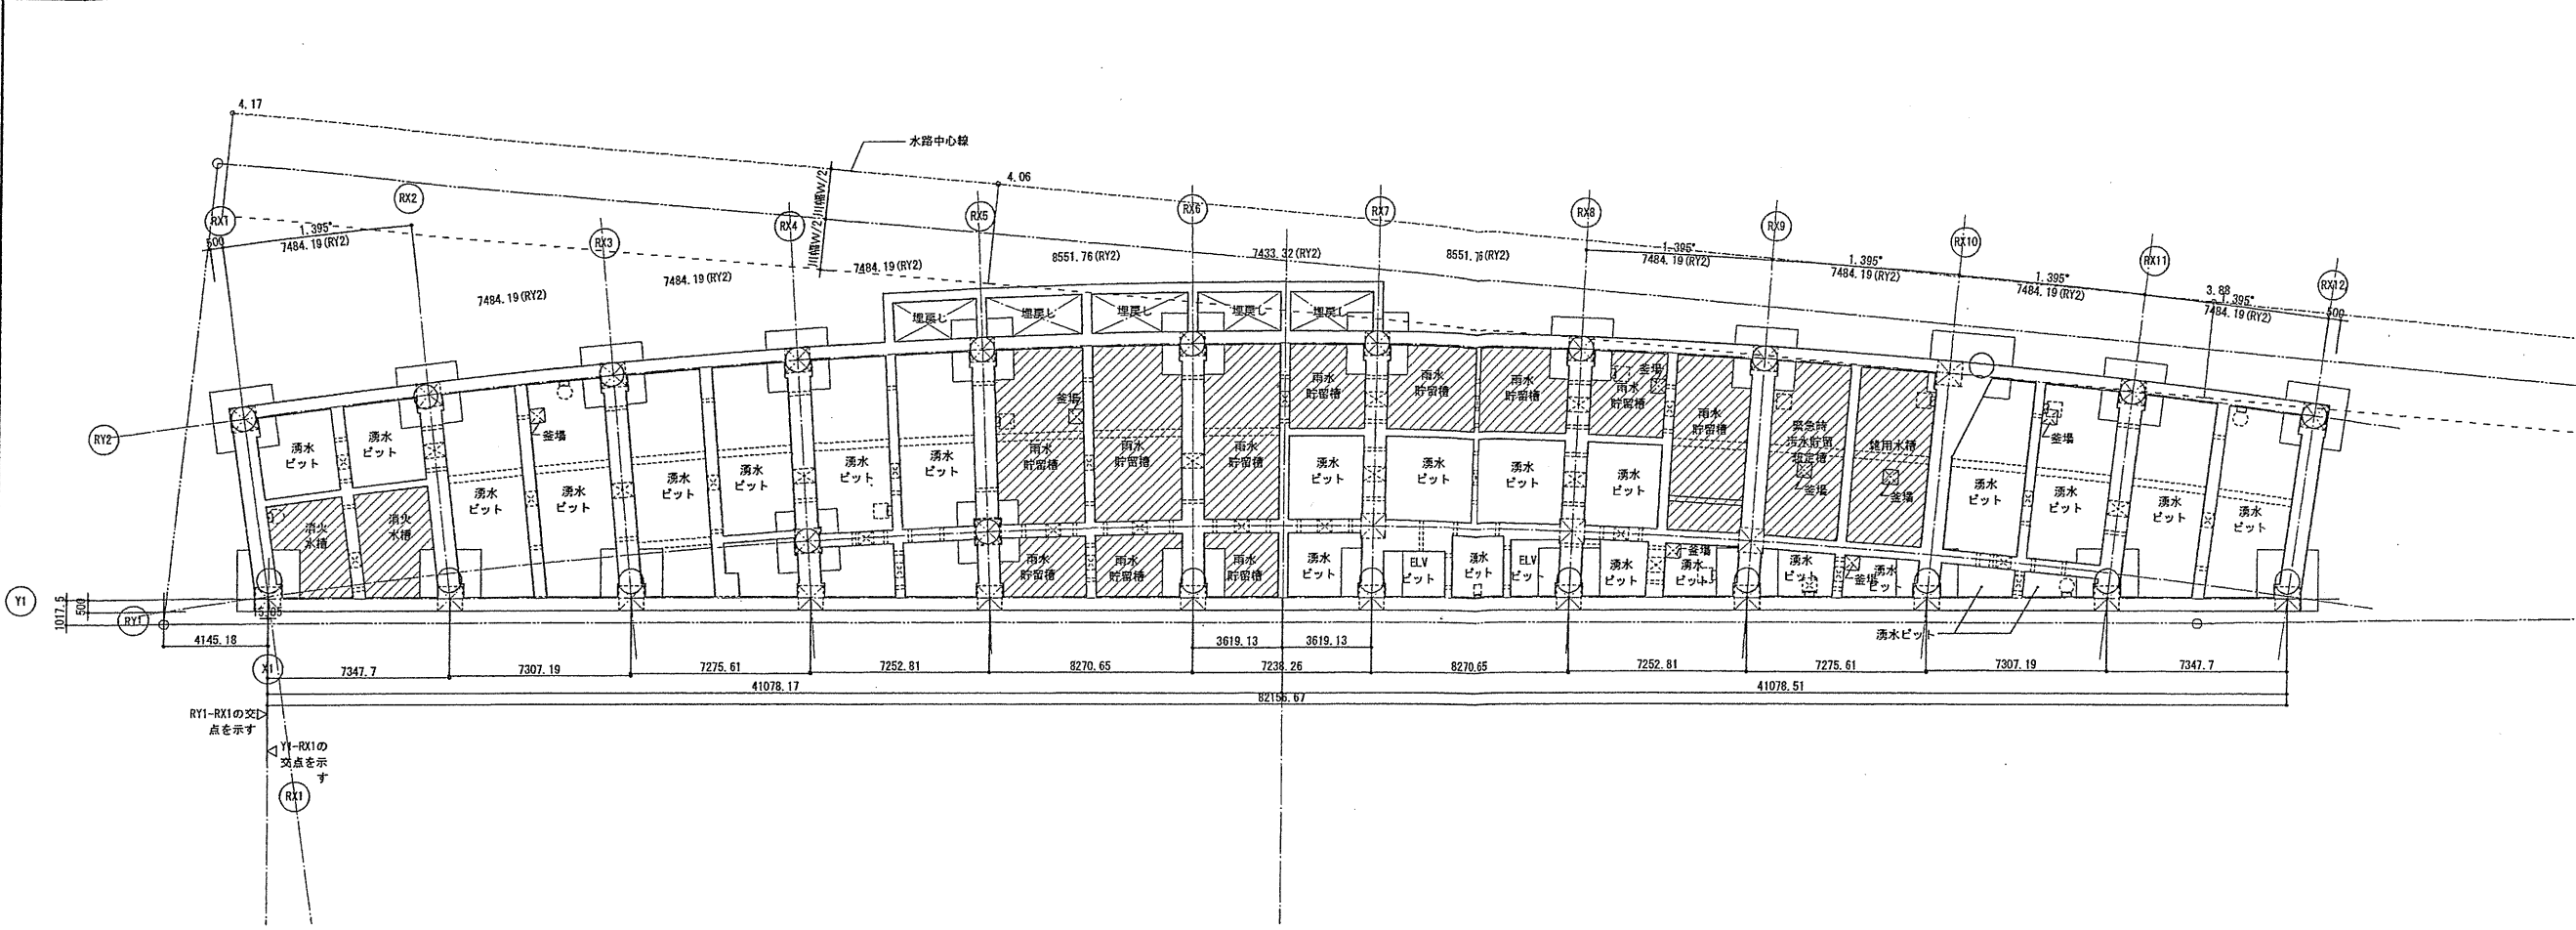 4.17
水路中心線
4.06
川幅W/2
川幅W/2
RX1
RX2
RX3
RX4
RX5
RX6
RX7
RX8
RX9
RX10
RX11
RX12
500
1.395°
7484.19(RY2)
7484.19(RY2)
7484.19(RY2)
7484.19(RY2)
8551.76(RY2)
7433.32(RY2)
8551.76(RY2)
1.395°
7484.19(RY2)
1.395°
7484.19(RY2)
1.395°
7484.19(RY2)
3.88
1.395°
7484.19(RY2)
500
埋戻し
埋戻し
埋戻し
埋戻し
埋戻し
RY2
湧水
ピット
湧水
ピット
釜場
湧水
ピット
湧水
ピット
湧水
ピット
湧水
ピット
湧水
ピット
湧水
ピット
釜場
雨水
貯留槽
雨水
貯留槽
雨水
貯留槽
雨水
貯留槽
雨水
貯留槽
雨水
貯留槽
釜場
雨水
貯留槽
雨水
貯留槽
緊急時
汚水貯留
釜場
雑用水槽
釜場
釜場
湧水
ピット
湧水
ピット
湧水
ピット
湧水
ピット
湧水
ピット
湧水
ピット
湧水
ピット
湧水
ピット
消火
水槽
消火
水槽
雨水
貯留槽
雨水
貯留槽
雨水
貯留槽
湧水
ピット
ELV
ピット
湧水
ピット
ELV
ピット
湧水
ピット
釜場
湧水
ピット
湧水
ピット
釜場
湧水
ピット
湧水ピット
Y1
1017.5
500
RY1
4145.18
X1
3619.13
3619.13
7347.7
7307.19
7275.61
7252.81
8270.65
7238.26
8270.65
7252.81
7275.61
7307.19
7347.7
41078.17
41078.51
82156.67
RY1-RX1の交
点を示す
Y1-RX1の
交点を示
す
RX1